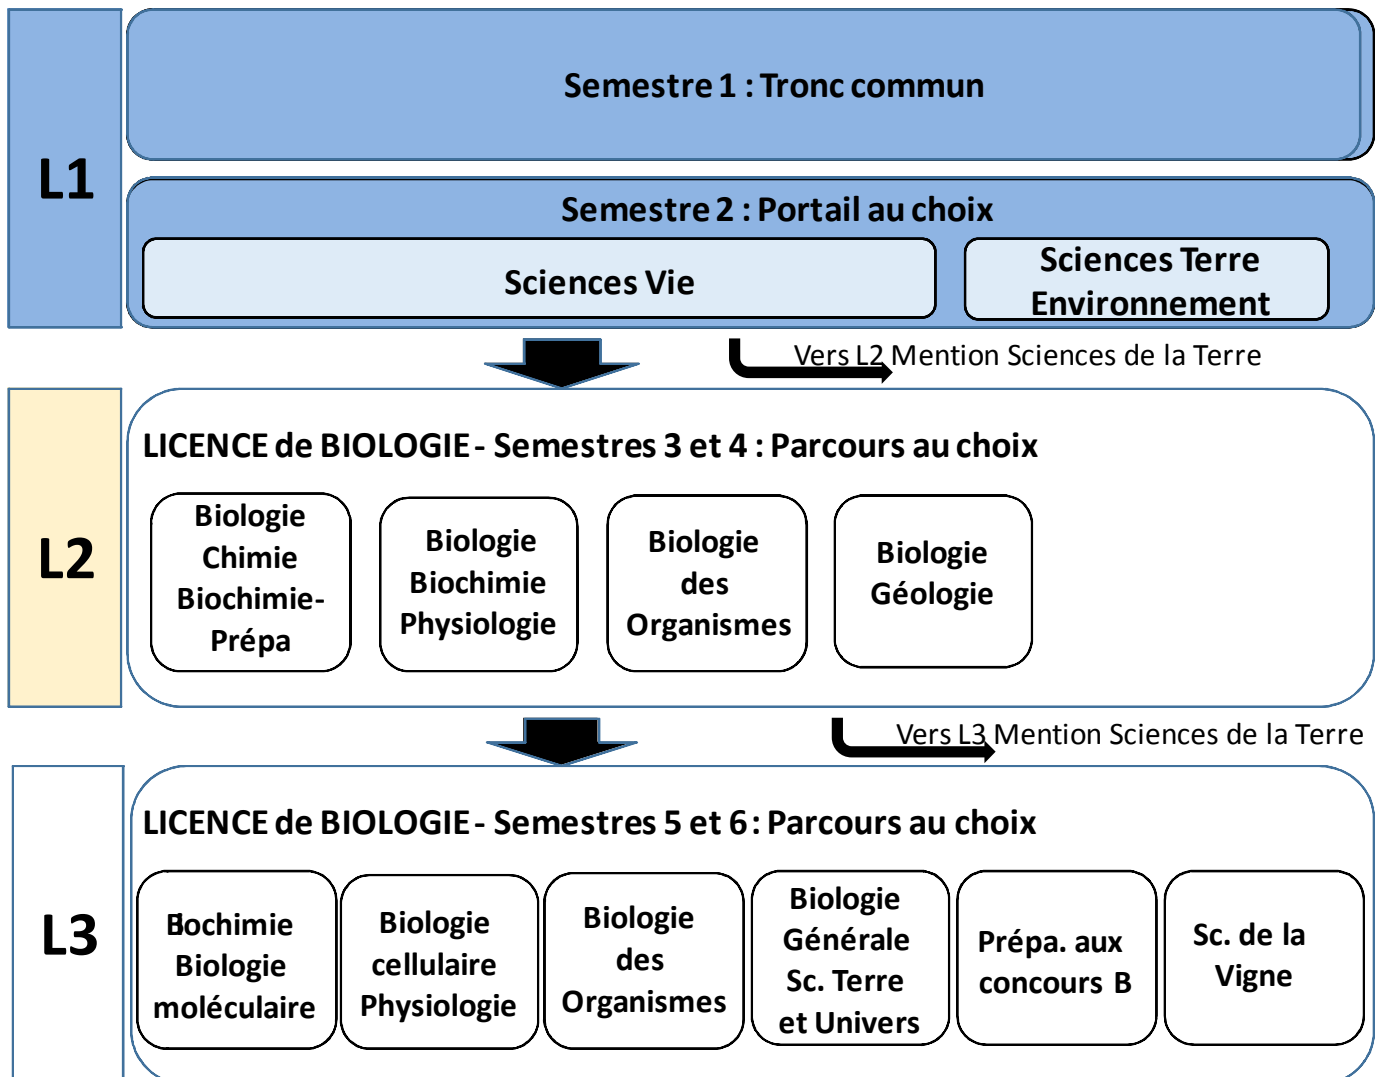 L1
Semestre 1 : Tronc commun
Semestre 2 : Portail au choix
Sciences Vie
Sciences Terre
Environnement
Vers L2 Mention Sciences de la Terre
L2
LICENCE de BIOLOGIE - Semestres 3 et 4 : Parcours au choix
Biologie
Chimie
Biochimie-
Prépa
Biologie
Biochimie
Physiologie
Biologie
des
Organismes
Biologie
Géologie
Vers L3 Mention Sciences de la Terre
L3
LICENCE de BIOLOGIE - Semestres 5 et 6 : Parcours au choix
Biochimie
Biologie
moléculaire
Biologie
cellulaire
Physiologie
Biologie
des
Organismes
Biologie
Générale
Sc. Terre
et Univers
Prépa. aux
concours B
Sc. de la
Vigne